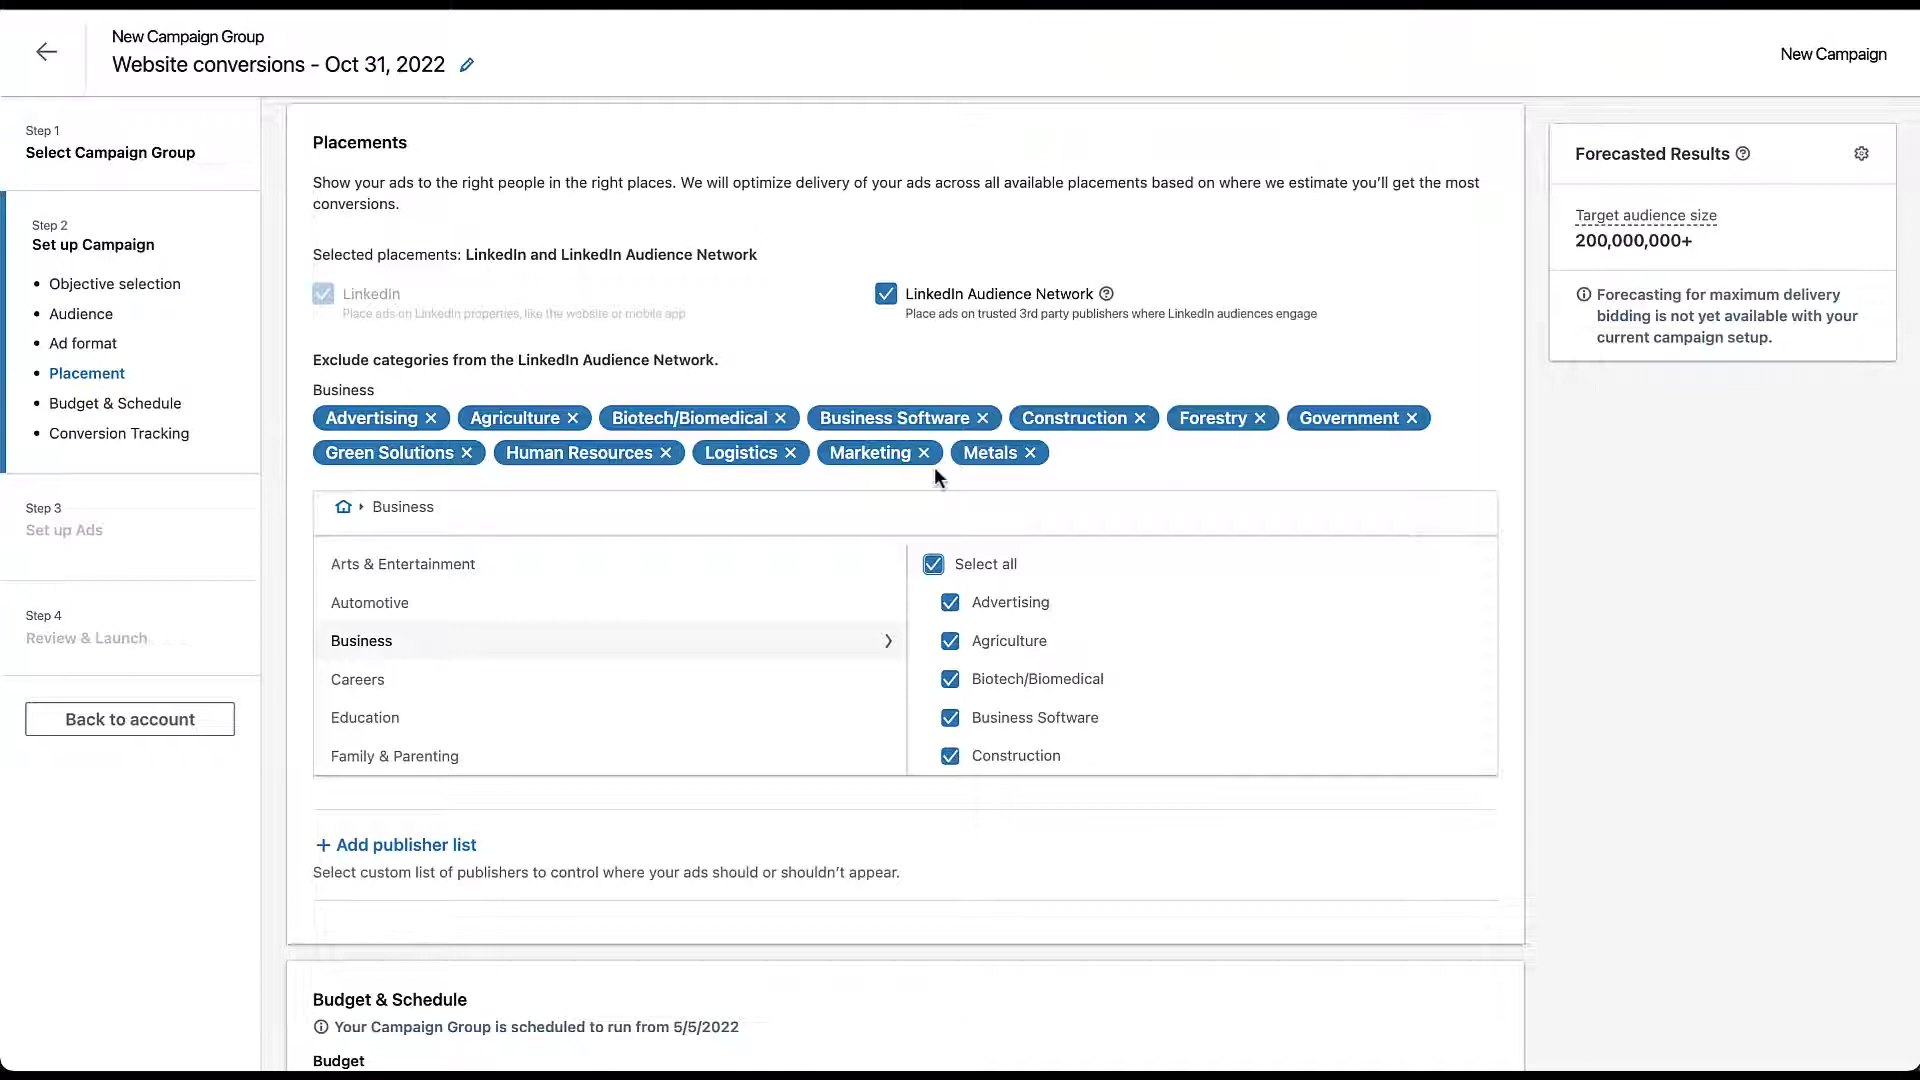 New Campaign Group
Website conversions - Oct 31, 2022
New Campaign
Step 1
Select Campaign Group
Step 2
Set up Campaign
Objective selection
Audience
Ad format
Placement
Budget & Schedule
Conversion Tracking
Step 3
Set up Ads
Step 4
Review & Launch
Back to account
Placements
Show your ads to the right people in the right places. We will optimize delivery of your ads across all available placements based on where we estimate you’ll get the most
conversions.
Selected placements: LinkedIn and LinkedIn Audience Network
LinkedIn
Place ads on LinkedIn properties, like the website or mobile app
LinkedIn Audience Network
Place ads on trusted 3rd party publishers where LinkedIn audiences engage
Exclude categories from the LinkedIn Audience Network.
Business
Advertising Agriculture Biotech/Biomedical Business Software Construction Forestry Government
Green Solutions Human Resources Logistics Marketing Metals
Business
Arts & Entertainment
Automotive
Business
Careers
Education
Family & Parenting
Select all
Advertising
Agriculture
Biotech/Biomedical
Business Software
Construction
+ Add publisher list
Select custom list of publishers to control where your ads should or shouldn’t appear.
Budget & Schedule
Your Campaign Group is scheduled to run from 5/5/2022
Budget
Forecasted Results
Target audience size
200,000,000+
Forecasting for maximum delivery
bidding is not yet available with your
current campaign setup.